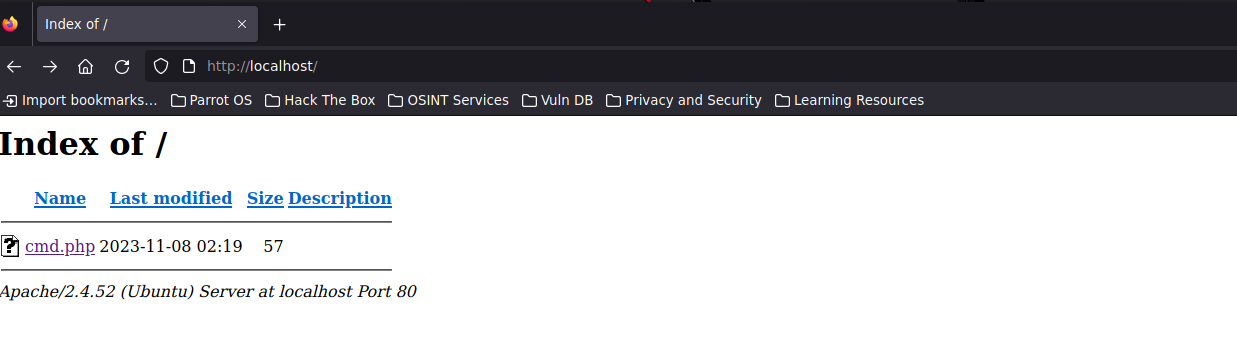 Index of /
http://localhost/
Import bookmarks... Parrot OS Hack The Box OSINT Services Vuln DB Privacy and Security Learning Resources
Index of /
Name Last modified Size Description
cmd.php 2023-11-08 02:19 57
Apache/2.4.52 (Ubuntu) Server at localhost Port 80